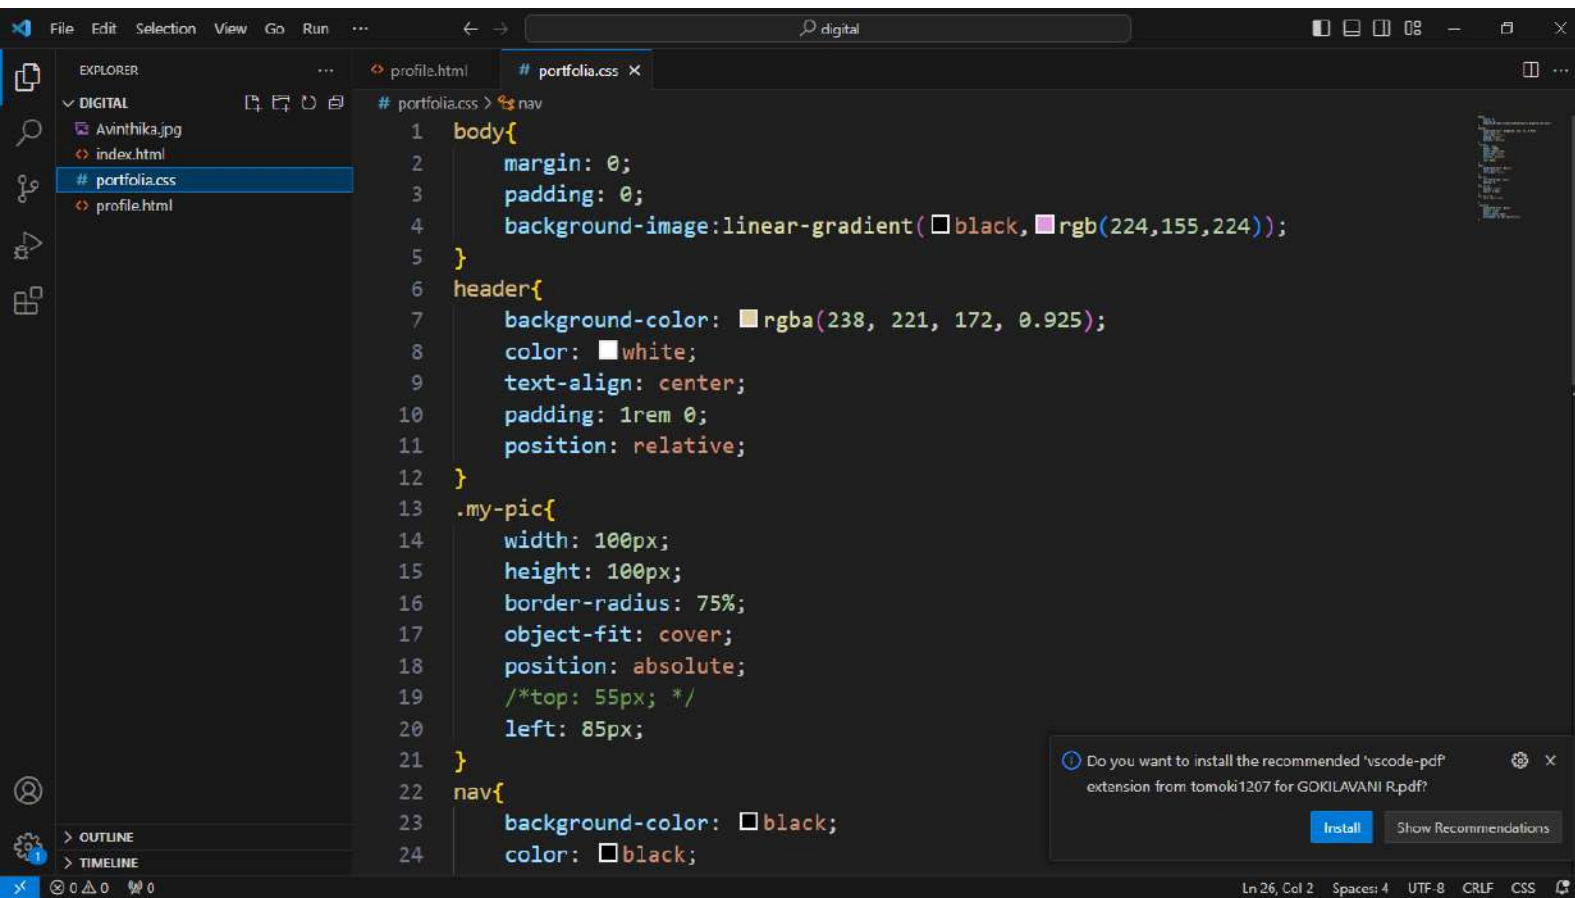 File Edit Selection View Go Run ··· digital
EXPLORER ···
DIGITAL
Avinthika.jpg
index.html
# portfolia.css
profile.html
OUTLINE
TIMELINE
profile.html # portfolia.css
# portfolia.css > nav
1 body{
2 margin: 0;
3 padding: 0;
4 background-image:linear-gradient(black,rgb(224,155,224));
5 }
6 header{
7 background-color: rgba(238, 221, 172, 0.925);
8 color: white;
9 text-align: center;
10 padding: 1rem 0;
11 position: relative;
12 }
13 .my-pic{
14 width: 100px;
15 height: 100px;
16 border-radius: 75%;
17 object-fit: cover;
18 position: absolute;
19 /*top: 55px; */
20 left: 85px;
21 }
22 nav{
23 background-color: black;
24 color: black;
Do you want to install the recommended 'vscode-pdf'
extension from tomoki1207 for GOKILAVANI R.pdf?
Install Show Recommendations
1
0 0 0 Ln 26, Col 2 Spaces: 4 UTF-8 CRLF CSS